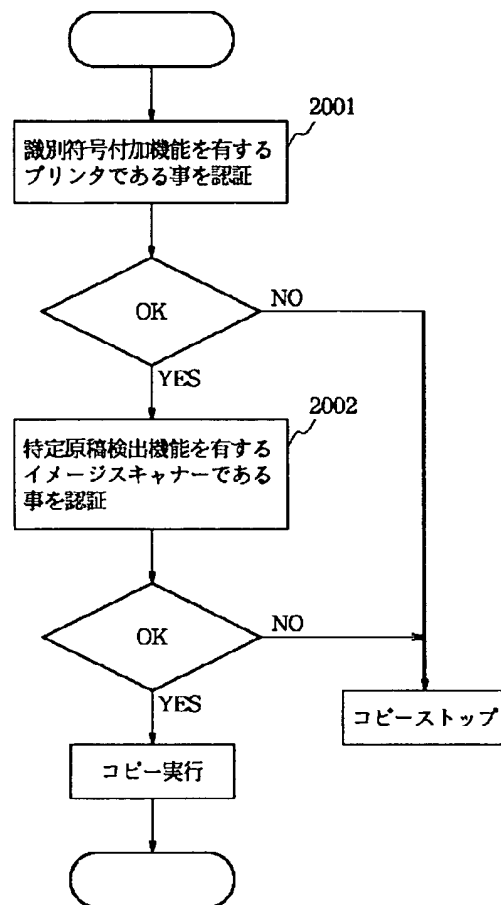 2001
識別符号付加機能を有する
プリンタである事を認証
OK
NO
YES
2002
特定原稿検出機能を有する
イメージスキャナーである
事を認証
OK
NO
YES
コピーストップ
コピー実行